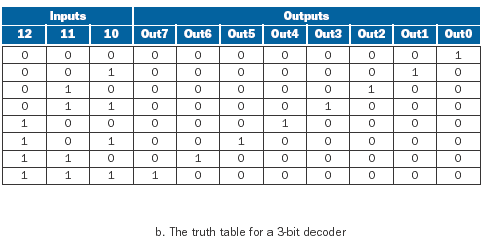 Inputs Outputs
12 11 10 Out7 Out6 Out5 Out4 Out3 Out2 Out1 Out0
0 0 0 0 0 0 0 0 0 0 1
0 0 1 0 0 0 0 0 0 1 0
0 1 0 0 0 0 0 0 1 0 0
0 1 1 0 0 0 0 1 0 0 0
1 0 0 0 0 0 1 0 0 0 0
1 0 1 0 0 1 0 0 0 0 0
1 1 0 0 1 0 0 0 0 0 0
1 1 1 1 0 0 0 0 0 0 0
b. The truth table for a 3-bit decoder